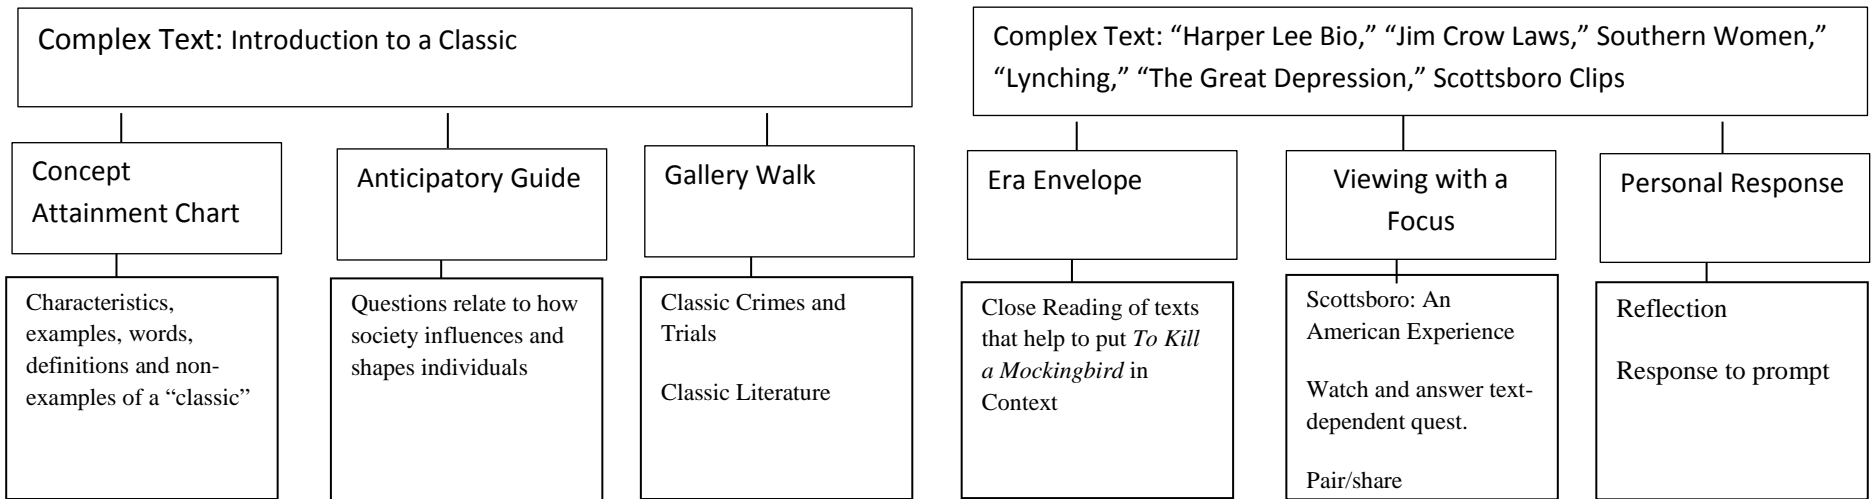 Complex Text: Introduction to a Classic
Concept
Attainment Chart
Characteristics,
examples, words,
definitions and non-
examples of a “classic”
Anticipatory Guide
Questions relate to how
society influences and
shapes individuals
Gallery Walk
Classic Crimes and
Trials
Classic Literature
Complex Text: “Harper Lee Bio,” “Jim Crow Laws,” Southern Women,”
“Lynching,” “The Great Depression,” Scottsboro Clips
Era Envelope
Close Reading of texts
that help to put To Kill
a Mockingbird in
Context
Viewing with a
Focus
Scottsboro: An
American Experience
Watch and answer text-
dependent quest.
Pair/share
Personal Response
Reflection
Response to prompt